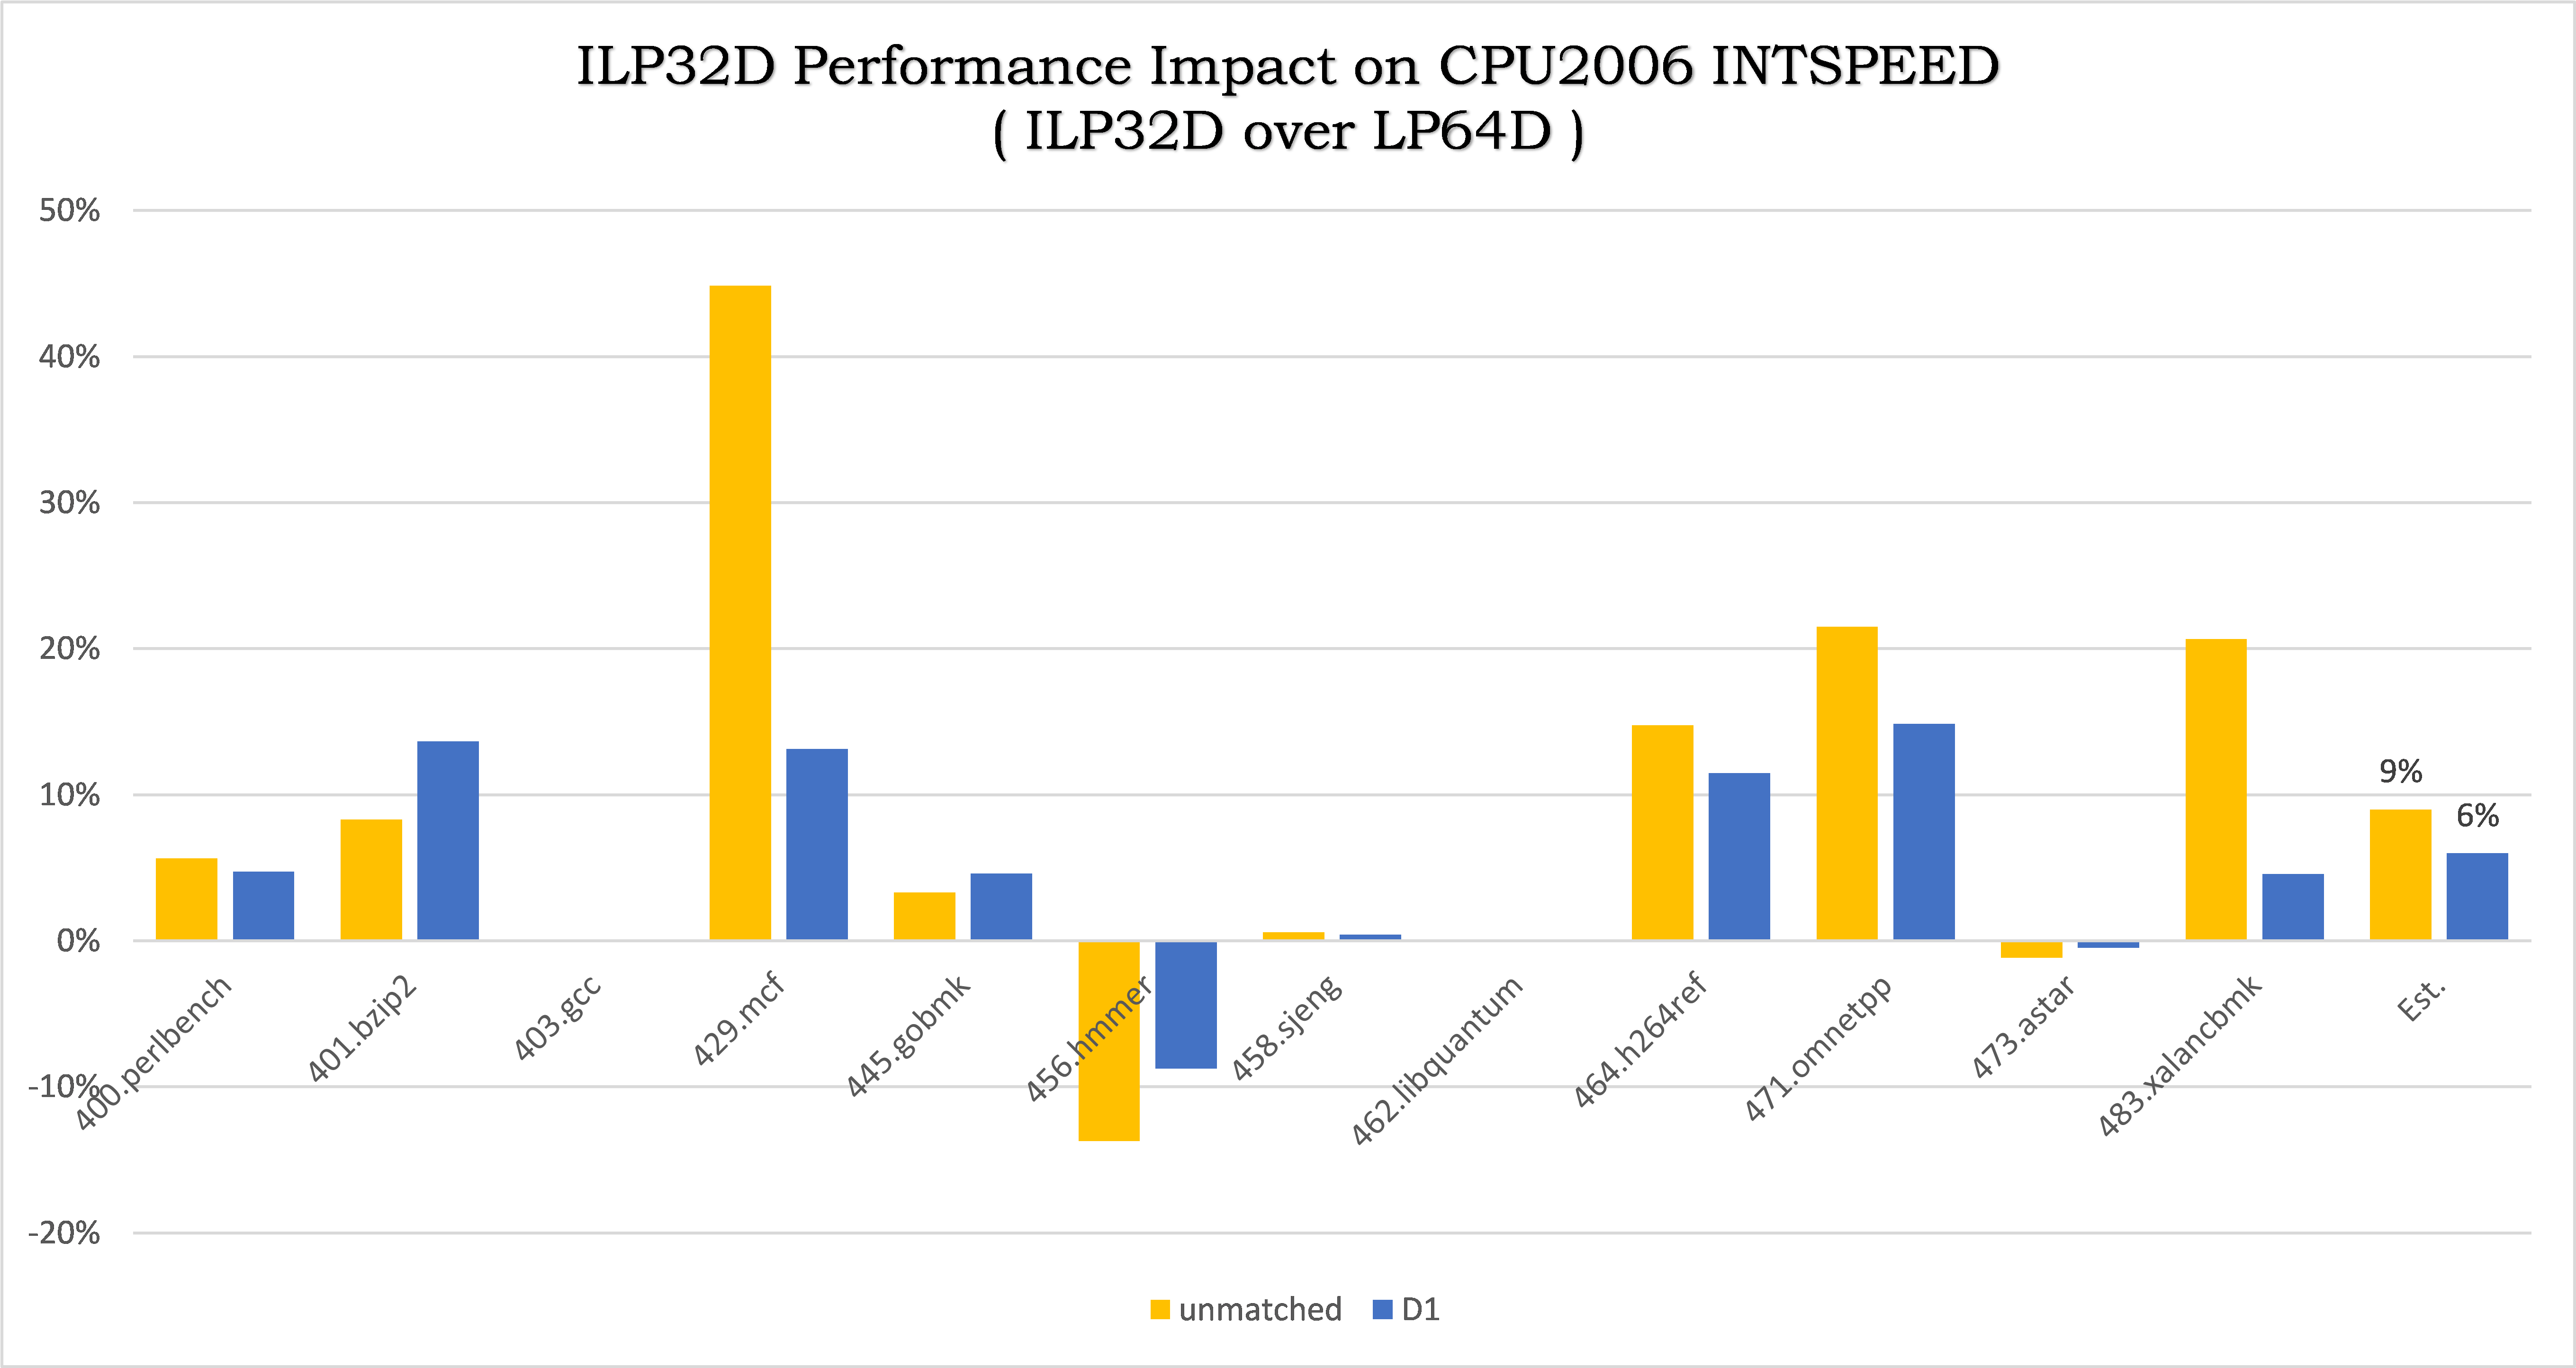 ILP32D Performance Impact on CPU2006 INTSPEED
( ILP32D over LP64D )
50%
40%
30%
20%
10%
0%
-10%
-20%
9%
6%
400.perlbench
401.bzip2
403.gcc
429.mcf
445.gobmk
456.hmmer
458.sjeng
462.libquantum
464.h264ref
471.omnetpp
473.astar
483.xalancbmk
Est.
unmatched
D1